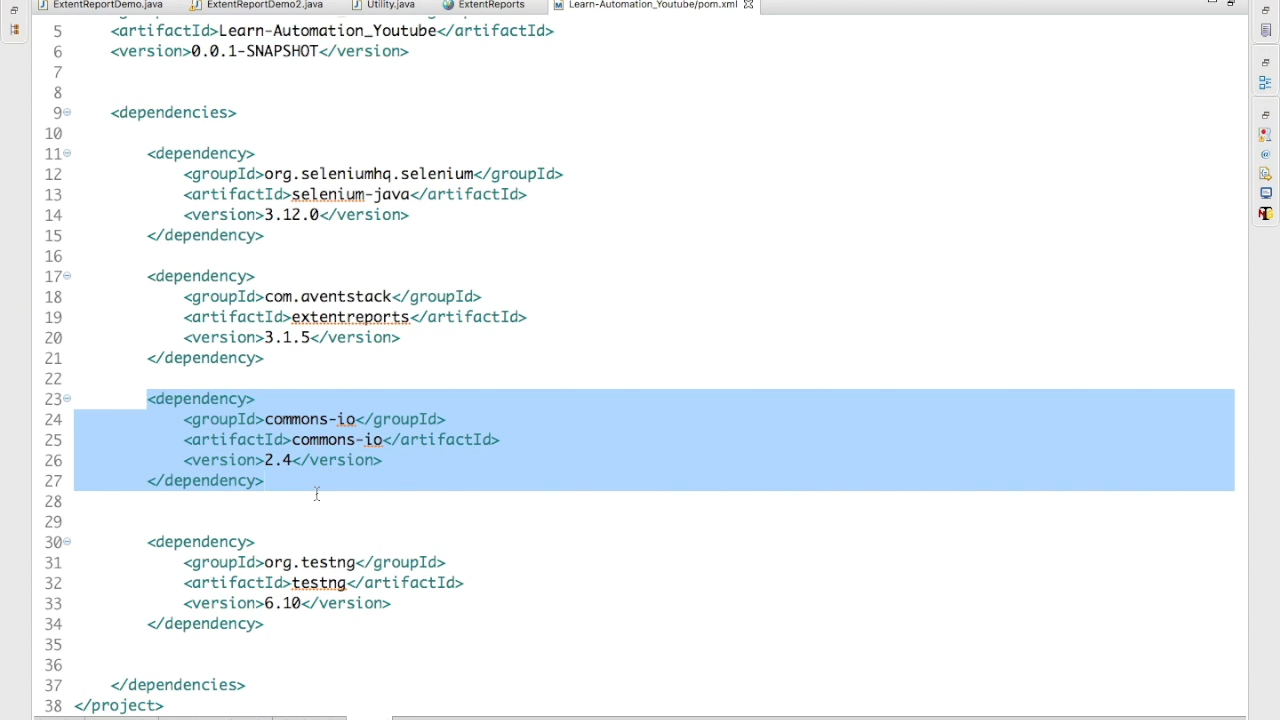 ExtentReportDemo.java ExtentReportDemo2.java Utility.java ExtentReports Learn-Automation_Youtube/pom.xml
5 <artifactId>Learn-Automation_Youtube</artifactId>
6 <version>0.0.1-SNAPSHOT</version>
7
8
9 <dependencies>
10
11 <dependency>
12 <groupId>org.seleniumhq.selenium</groupId>
13 <artifactId>selenium-java</artifactId>
14 <version>3.12.0</version>
15 </dependency>
16
17 <dependency>
18 <groupId>com.aventstack</groupId>
19 <artifactId>extentreports</artifactId>
20 <version>3.1.5</version>
21 </dependency>
22
23 <dependency>
24 <groupId>commons-io</groupId>
25 <artifactId>commons-io</artifactId>
26 <version>2.4</version>
27 </dependency>
28
29
30 <dependency>
31 <groupId>org.testng</groupId>
32 <artifactId>testng</artifactId>
33 <version>6.10</version>
34 </dependency>
35
36
37 </dependencies>
38 </project>